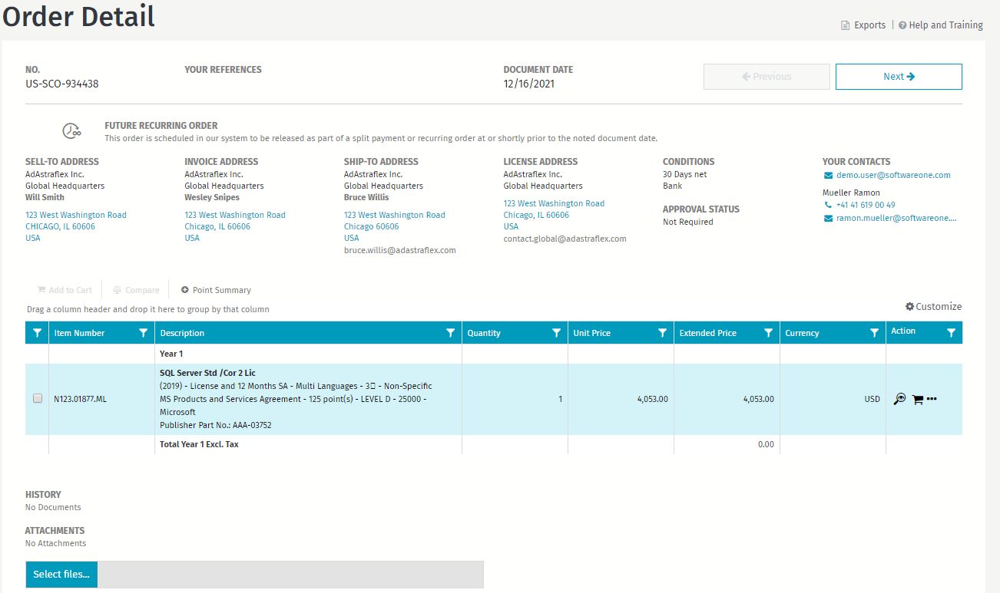 Order Detail
Exports | Help and Training
NO.
US-SCO-934438
YOUR REFERENCES
DOCUMENT DATE
12/16/2021
Previous
Next
FUTURE RECURRING ORDER
This order is scheduled in our system to be released as part of a split payment or recurring order at or shortly prior to the noted document date.
SELL-TO ADDRESS
AdAstraflex Inc.
Global Headquarters
Will Smith
123 West Washington Road
CHICAGO, IL 60606
USA
INVOICE ADDRESS
AdAstraflex Inc.
Global Headquarters
Wesley Snipes
123 West Washington Road
Chicago, IL 60606
USA
SHIP-TO ADDRESS
AdAstraflex Inc.
Global Headquarters
Bruce Willis
123 West Washington Road
Chicago 60606
USA
bruce.willis@adastraflex.com
LICENSE ADDRESS
AdAstraflex Inc.
Global Headquarters
123 West Washington Road
Chicago, IL 60606
USA
contact.global@adastraflex.com
CONDITIONS
30 Days net
Bank
APPROVAL STATUS
Not Required
YOUR CONTACTS
demo.user@softwareone.com
Mueller Ramon
+41 41 619 00 49
ramon.mueller@softwareone....
Add to Cart
Compare
Point Summary
Drag a column header and drop it here to group by that column
Customize
Item Number Description Quantity Unit Price Extended Price Currency Action
Year 1
SQL Server Std /Cor 2 Lic
(2019) - License and 12 Months SA - Multi Languages - 3 - Non-Specific
N123.01877.ML MS Products and Services Agreement - 125 point(s) - LEVEL D - 25000 - 1 4,053.00 4,053.00 USD
Microsoft
Publisher Part No.: AAA-03752
Total Year 1 Excl. Tax 0.00
HISTORY
No Documents
ATTACHMENTS
No Attachments
Select files...